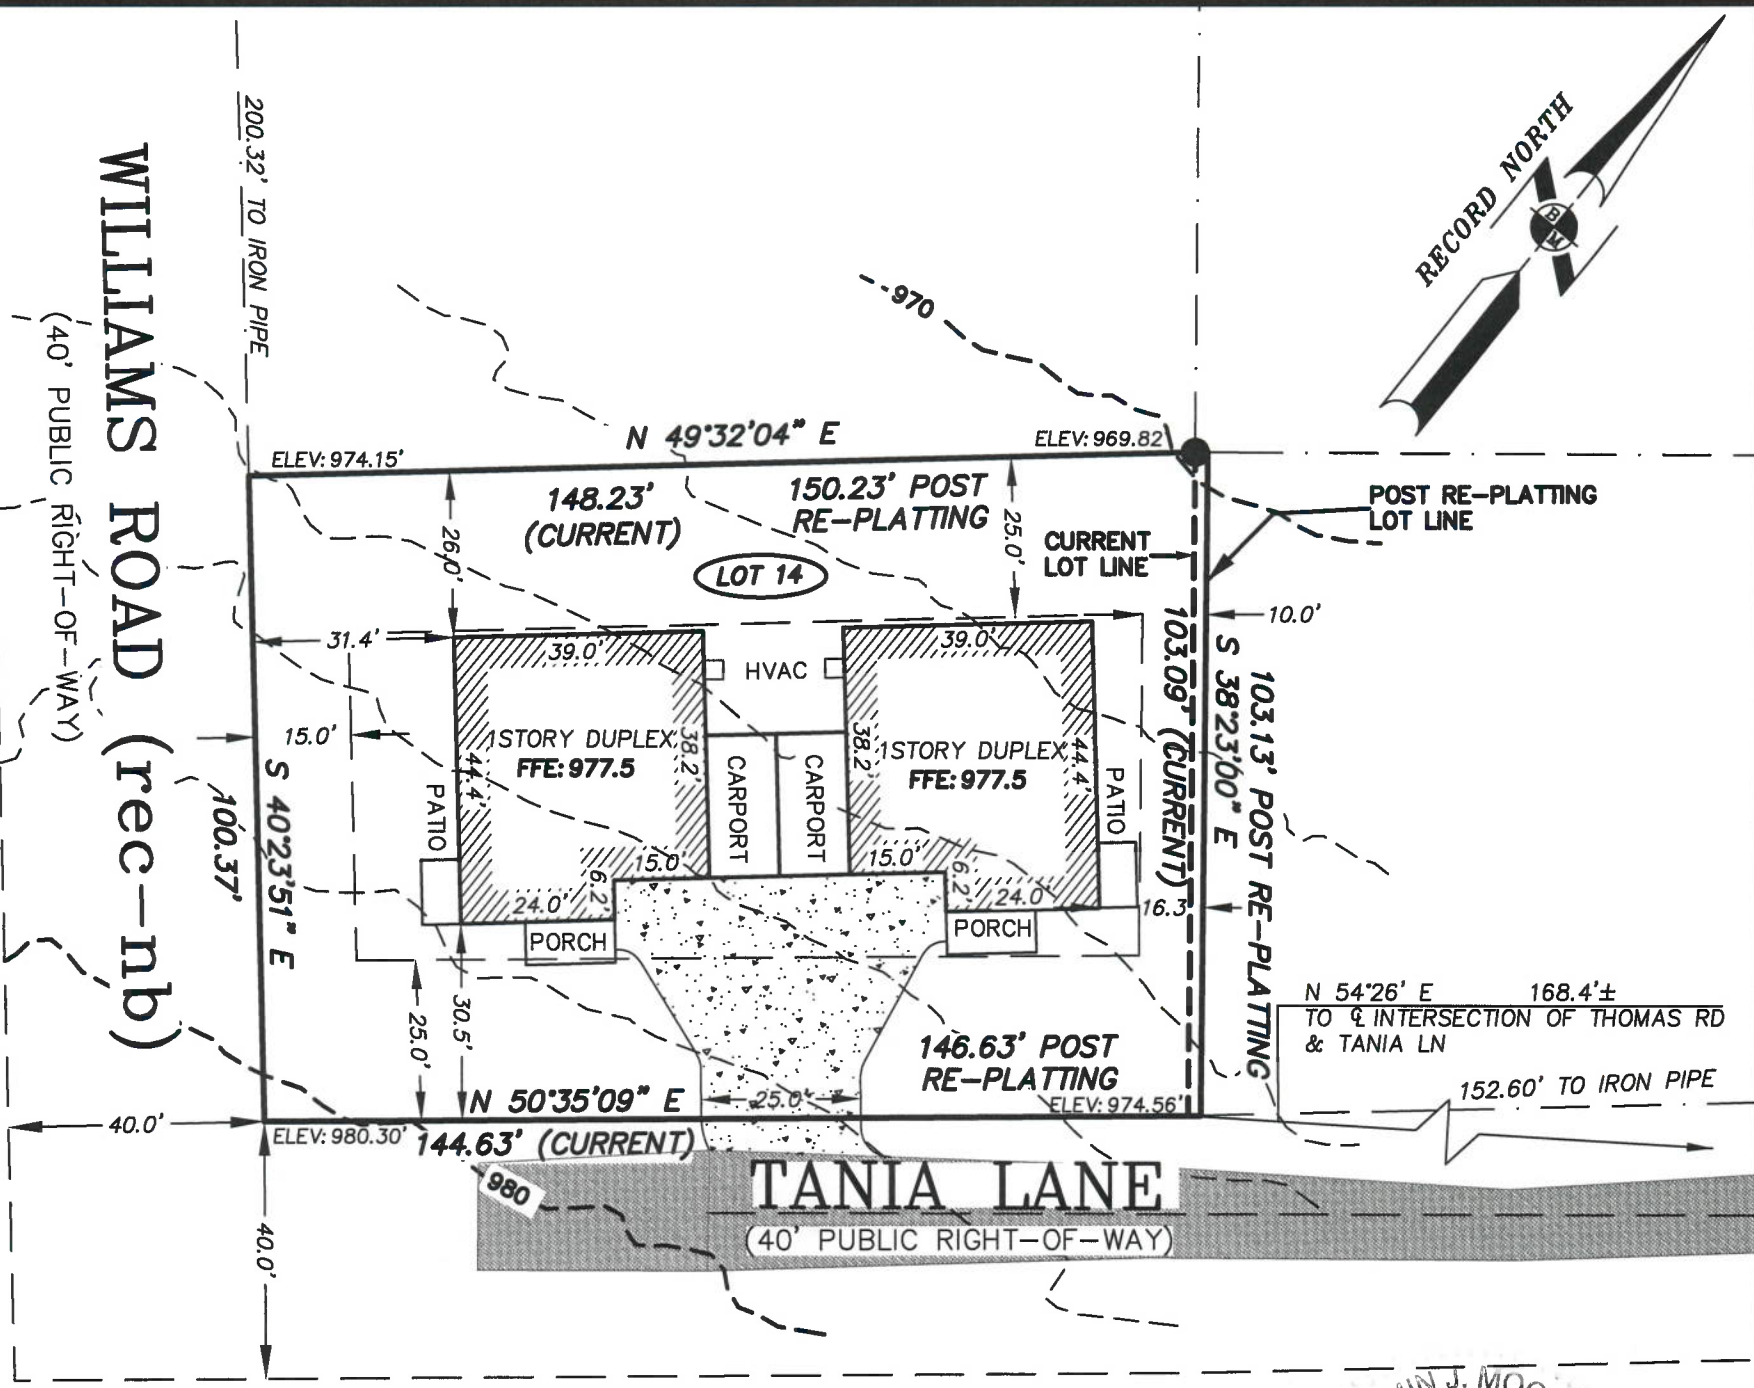 200.32' TO IRON PIPE
WILLIAMS ROAD (rec-nb)
(40' PUBLIC RIGHT-OF-WAY)
RECORD NORTH
B
M
970
N 49°32'04" E
ELEV: 974.15'
ELEV: 969.82'
148.23'
(CURRENT)
150.23' POST
RE-PLATTING
26.0'
25.0'
LOT 14
CURRENT
LOT LINE
POST RE-PLATTING
LOT LINE
31.4'
39.0'
39.0'
10.0'
HVAC
15.0'
1STORY DUPLEX
FFE: 977.5
1STORY DUPLEX
FFE: 977.5
44.4'
38.2'
38.2'
44.4'
PATIO
CARPORT
CARPORT
PATIO
103.09' (CURRENT)
S 38°23'00" E
103.13' POST RE-PLATTING
S 40°23'51" E
100.37'
15.0'
15.0'
24.0'
6.2'
6.2'
24.0
16.3
PORCH
PORCH
25.0'
30.5'
146.63' POST
RE-PLATTING
N 54°26' E 168.4'±
TO ℄ INTERSECTION OF THOMAS RD
& TANIA LN
152.60' TO IRON PIPE
N 50°35'09" E
25.0'
ELEV: 974.56'
40.0'
ELEV: 980.30'
144.63' (CURRENT)
980
TANIA LANE
(40' PUBLIC RIGHT-OF-WAY)
40.0'